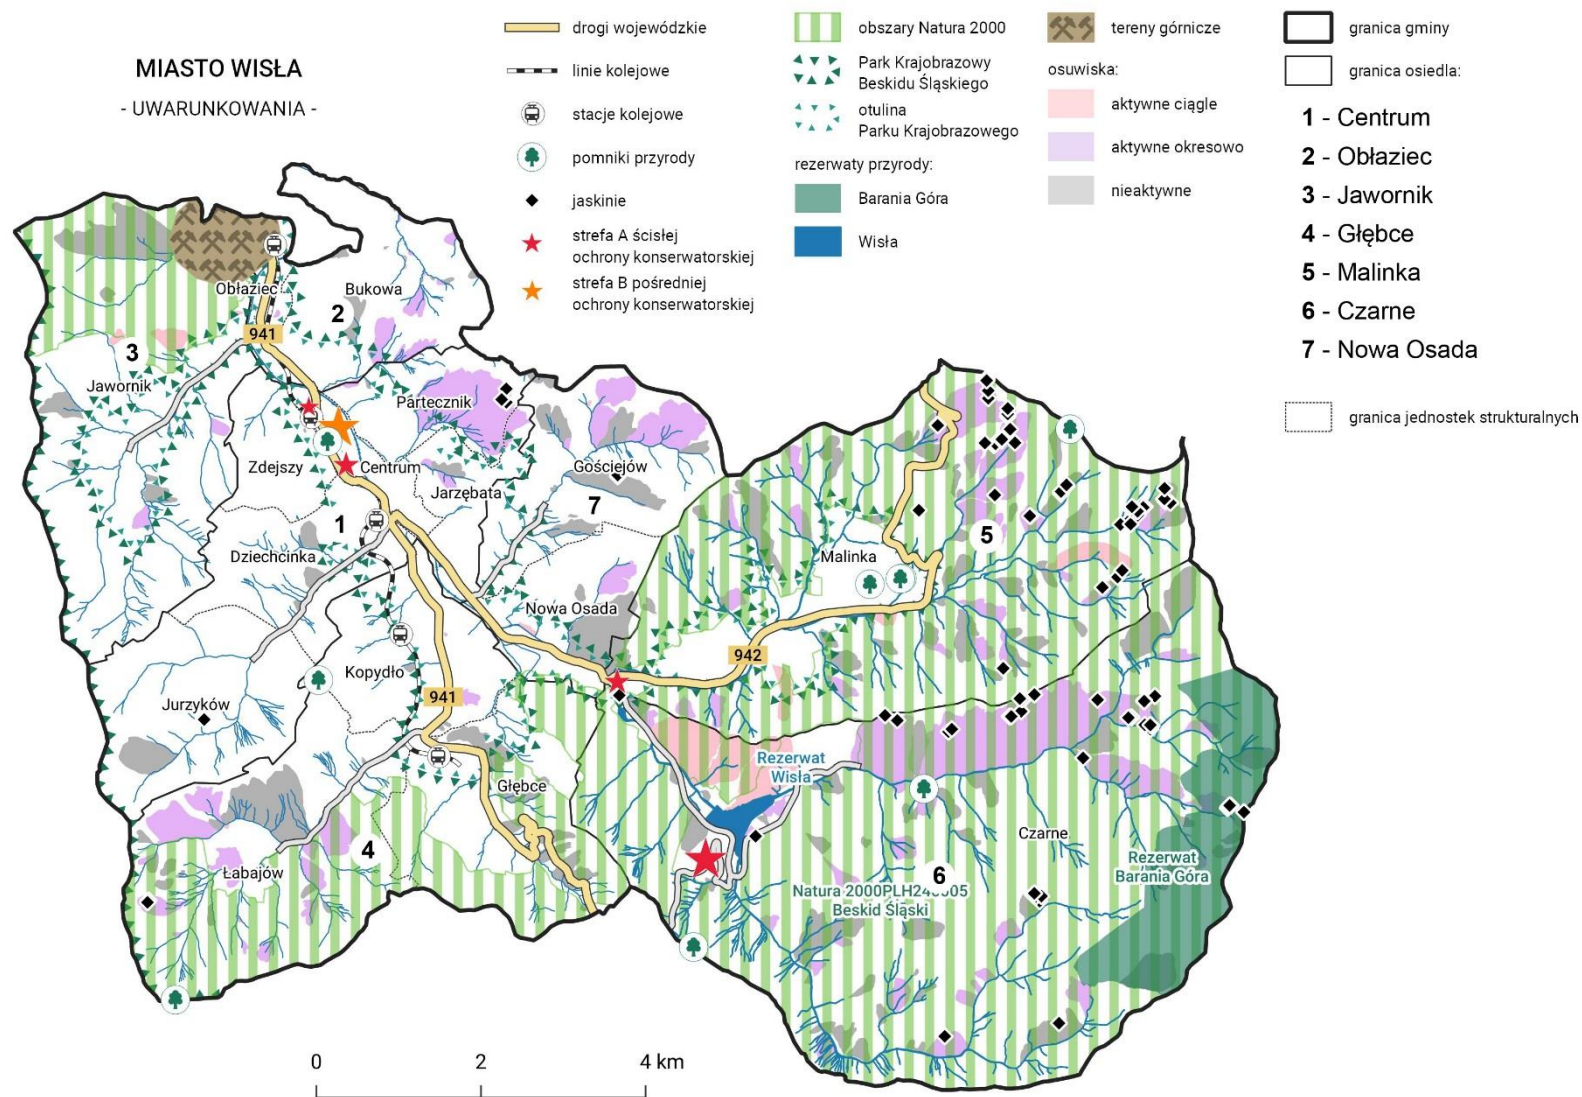 MIASTO WISŁA
- UWARUNKOWANIA -
drogi wojewódzkie
linie kolejowe
stacje kolejowe
pomniki przyrody
jaskinie
strefa A ścisłej
ochrony konserwatorskiej
strefa B pośredniej
ochrony konserwatorskiej
obszary Natura 2000
Park Krajobrazowy
Beskidu Śląskiego
otulina
Parku Krajobrazowego
rezerwaty przyrody:
Barania Góra
Wisła
tereny górnicze
osuwiska:
aktywne ciągle
aktywne okresowo
nieaktywne
granica gminy
granica osiedla:
1 - Centrum
2 - Obłaziec
3 - Jawornik
4 - Głębce
5 - Malinka
6 - Czarne
7 - Nowa Osada
granica jednostek strukturalnych
Obłaziec
Bukowa
2
941
3
Jawornik
Partecznik
Zdejszy
Centrum
Gościejów
Jarzębata
7
1
Dziechcinka
5
Malinka
Nowa Osada
942
Kopydło
941
Jurzyków
Rezerwat
Wisła
Głębce
4
Łabajów
Czarne
6
Rezerwat
Barania Góra
Natura 2000PLH240005
Beskid Śląski
0
2
4 km